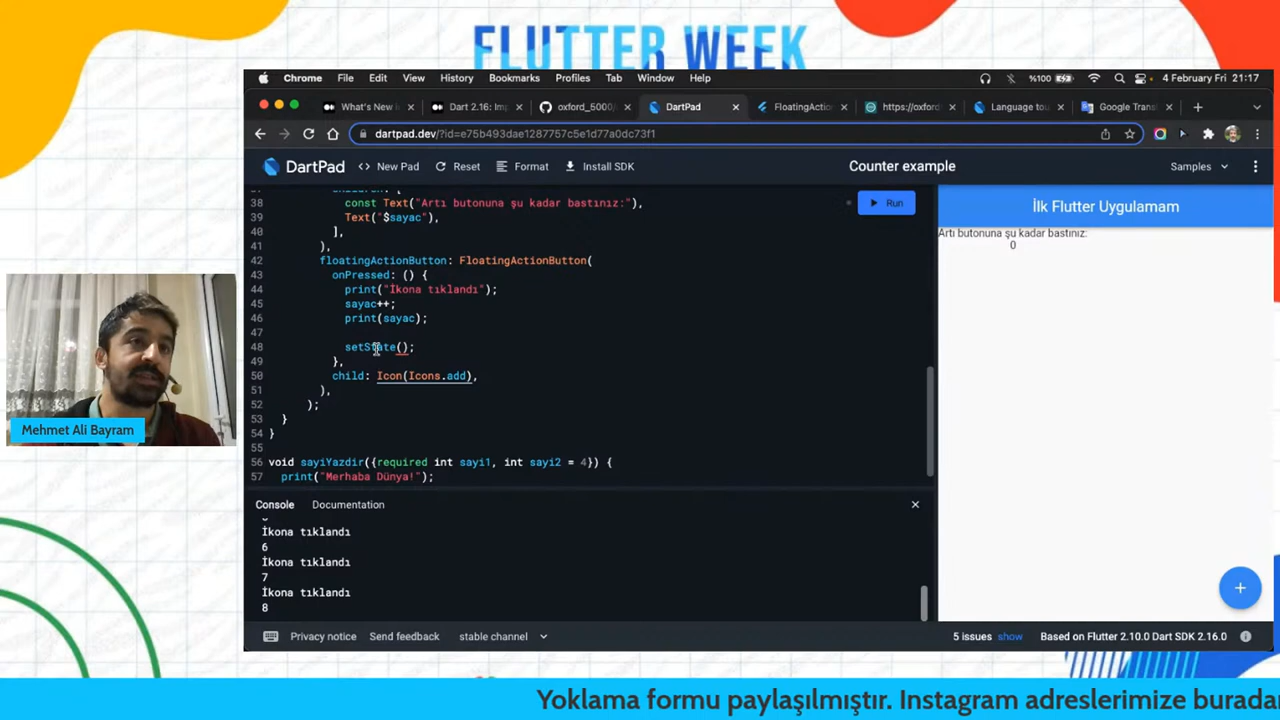 FLUTTER WEEK
Chrome File Edit View History Bookmarks Profiles Tab Window Help %100 4 February Fri 21:17
What's New i Dart 2.16: Imp oxford_5000/ DartPad FloatingActio https://oxford Language tou Google Trans
dartpad.dev/?id=e75b493dae1287757c5e1d77a0dc73f1
DartPad <> New Pad Reset Format Install SDK Counter example Samples
38 const Text("Artı butonuna şu kadar bastınız:"),
39 Text("$sayac"),
40 ],
41 ),
42 floatingActionButton: FloatingActionButton(
43 onPressed: () {
44 print("İkona tıklandı");
45 sayac++;
46 print(sayac);
47
48 setState();
49 },
50 child: Icon(Icons.add),
51 ),
52 );
53 }
54 }
55
56 void sayiYazdir({required int sayi1, int sayi2 = 4}) {
57 print("Merhaba Dünya!");
Run
İlk Flutter Uygulamam
Artı butonuna şu kadar bastınız:
0
+
Mehmet Ali Bayram
Console Documentation
İkona tıklandı
6
İkona tıklandı
7
İkona tıklandı
8
Privacy notice Send feedback stable channel 5 issues show Based on Flutter 2.10.0 Dart SDK 2.16.0
Yoklama formu paylaşılmıştır. Instagram adreslerimize burada